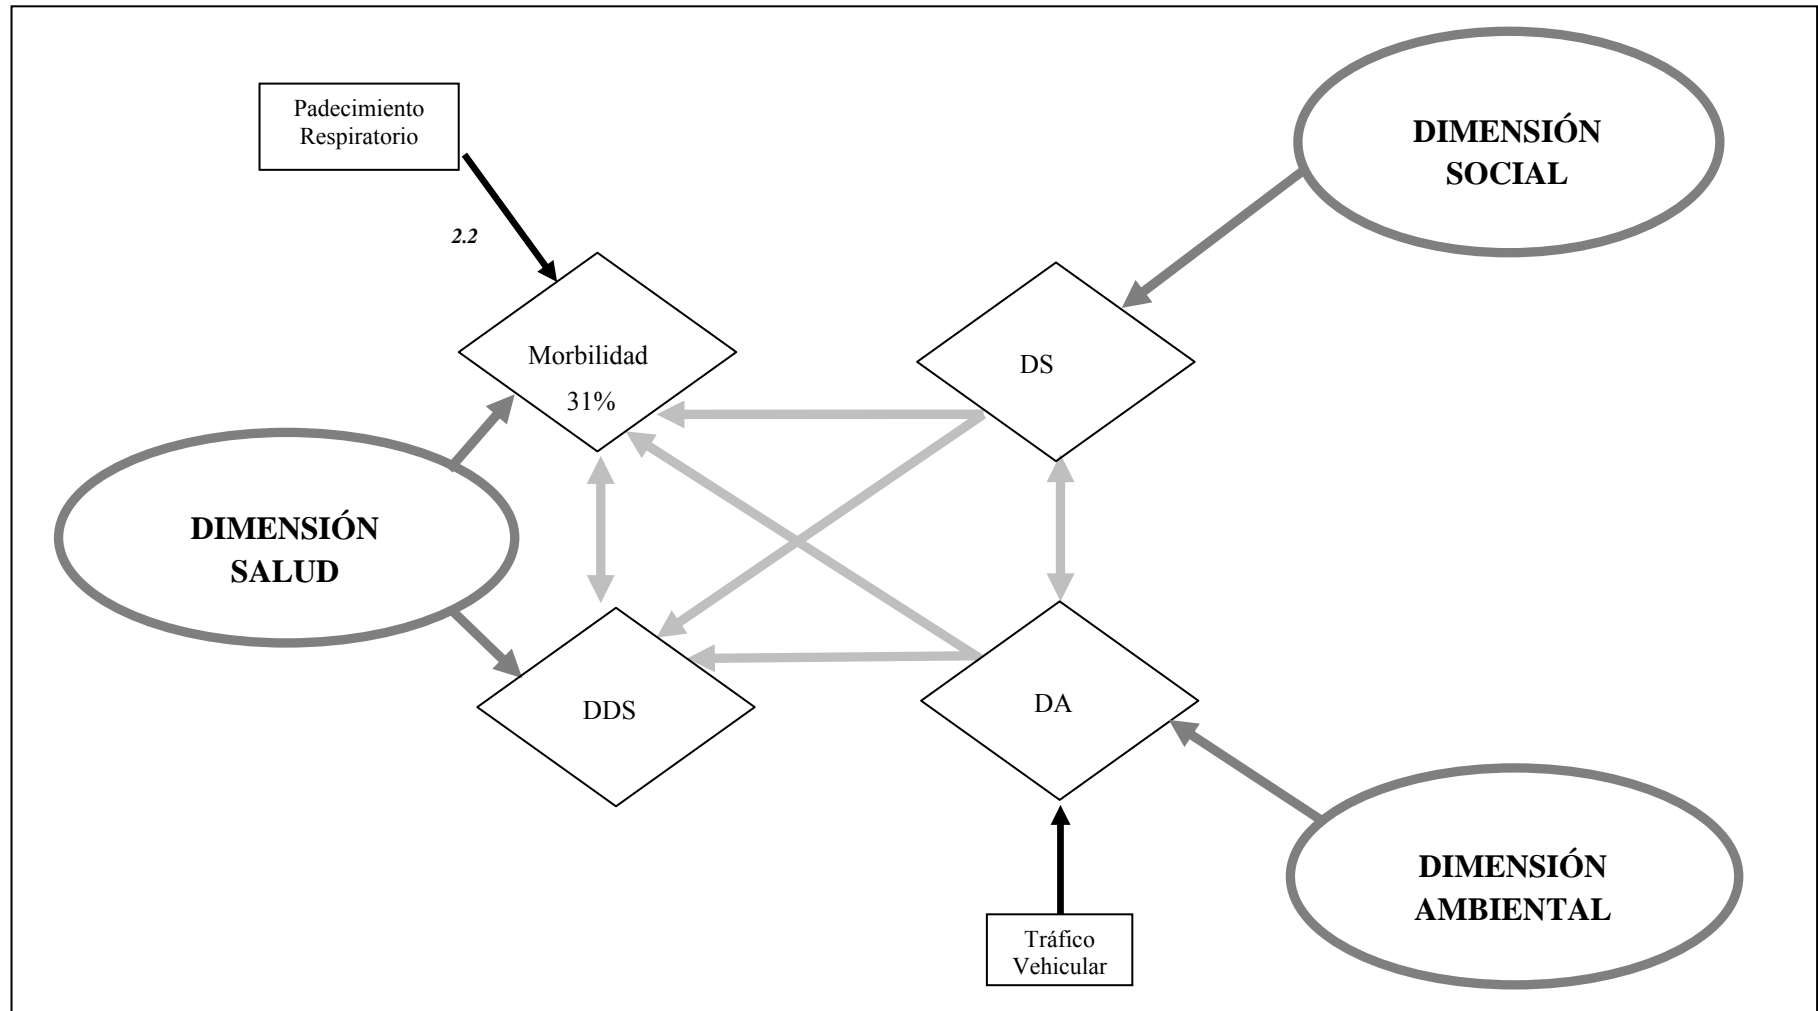 Padecimiento
Respiratorio
DIMENSIÓN
SOCIAL
2.2
Morbilidad
31%
DS
DIMENSIÓN
SALUD
DDS
DA
DIMENSIÓN
AMBIENTAL
Tráfico
Vehicular